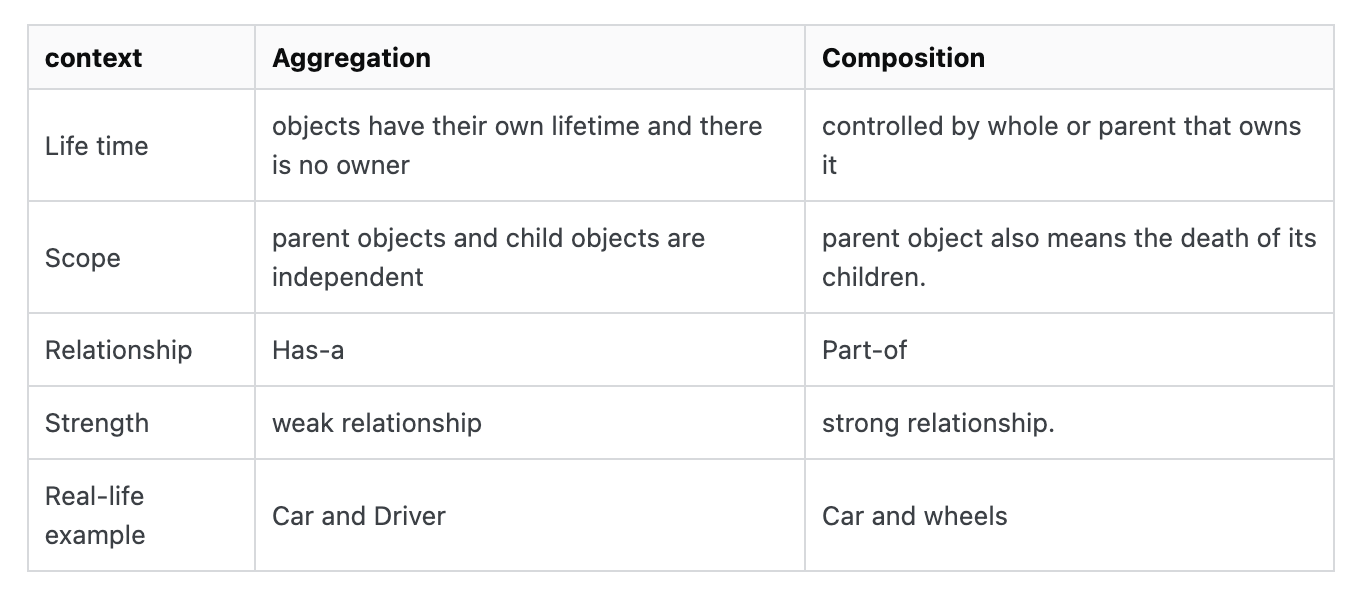 context
Aggregation
Composition
Life time
objects have their own lifetime and there
is no owner
controlled by whole or parent that owns
it
Scope
parent objects and child objects are
independent
parent object also means the death of its
children.
Relationship
Has-a
Part-of
Strength
weak relationship
strong relationship.
Real-life
example
Car and Driver
Car and wheels